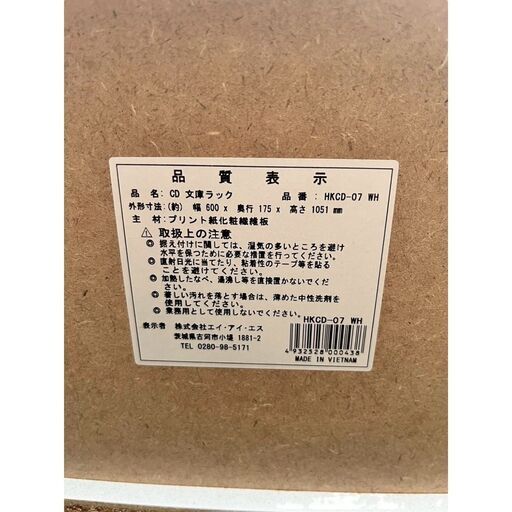 品質表示
品名：CD 文庫ラック 品番：HKCD-07 WH
外形寸法：(約) 幅 600 x 奥行 175 x 高さ 1051 mm
主材：プリント紙化粧繊維板
⚠ 取扱上の注意
◎ 据え付けに関しては、湿気の多いところを避け
水平を保つために必要な措置を行ってください。
◎ 直射日光に当てたり、粘着性のテープ等を貼る
ことを避けてください。
◎ 加熱したなべ、湯沸し等を直接置かないでくだ
さい。
◎ 著しい汚れを落とす場合は、薄めた中性洗剤を
使用してください。
◎ 業務用として使用しないでください。
HKCD-07 WH
表示者 株式会社エイ・アイ・エス
茨城県古河市小堤 1881-2
TEL 0280-98-5171
4 932528 000438
MADE IN VIETNAM